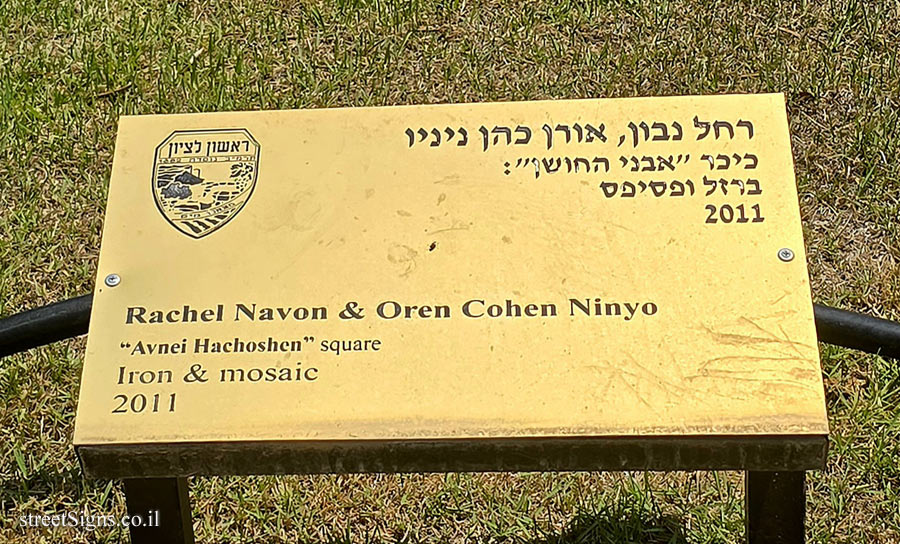 ראשון לציון
רחל נבון, אורן כהן ניניו
כיכר "אבני החושן":
ברזל ופסיפס
2011
Rachel Navon & Oren Cohen Ninyo
"Avnei Hachoshen" square
Iron & mosaic
2011
streetSigns.co.il